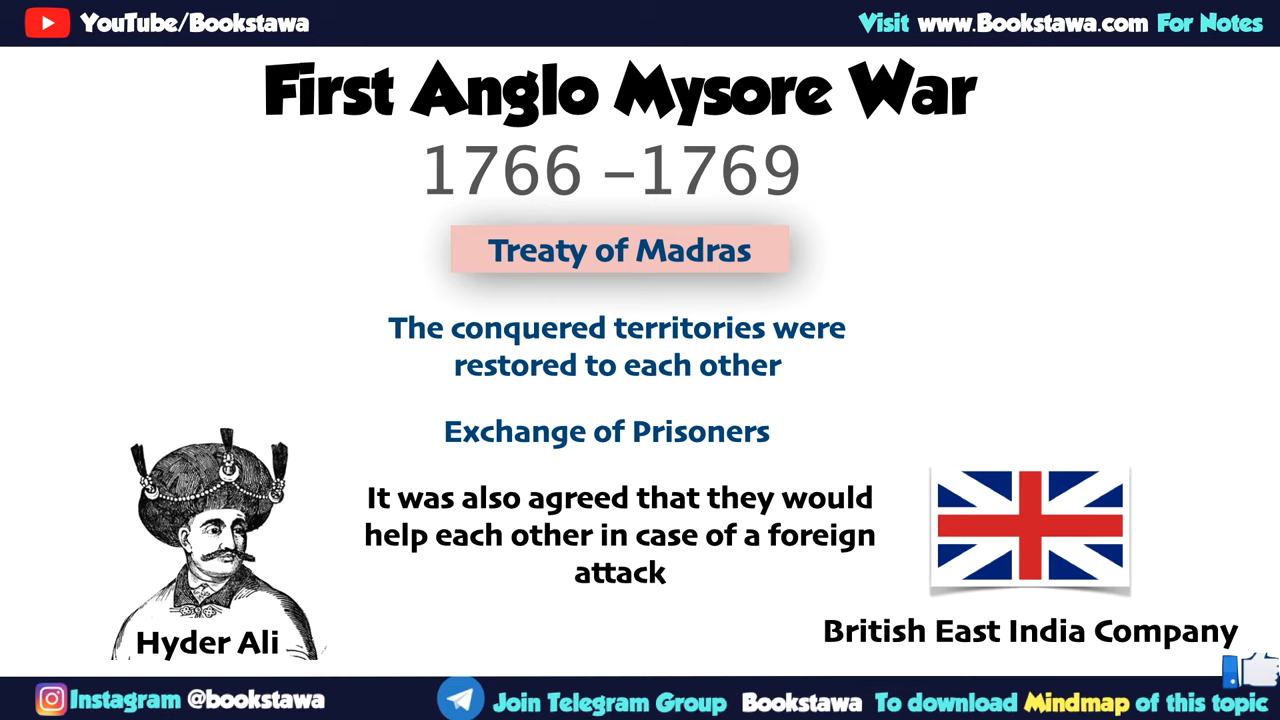 YouTube/Bookstawa
Visit www.Bookstawa.com For Notes
First Anglo Mysore War
1766 –1769
Treaty of Madras
The conquered territories were
restored to each other
Exchange of Prisoners
It was also agreed that they would
help each other in case of a foreign
attack
Hyder Ali
British East India Company
Instagram @bookstawa
Join Telegram Group Bookstawa To download Mindmap of this topic